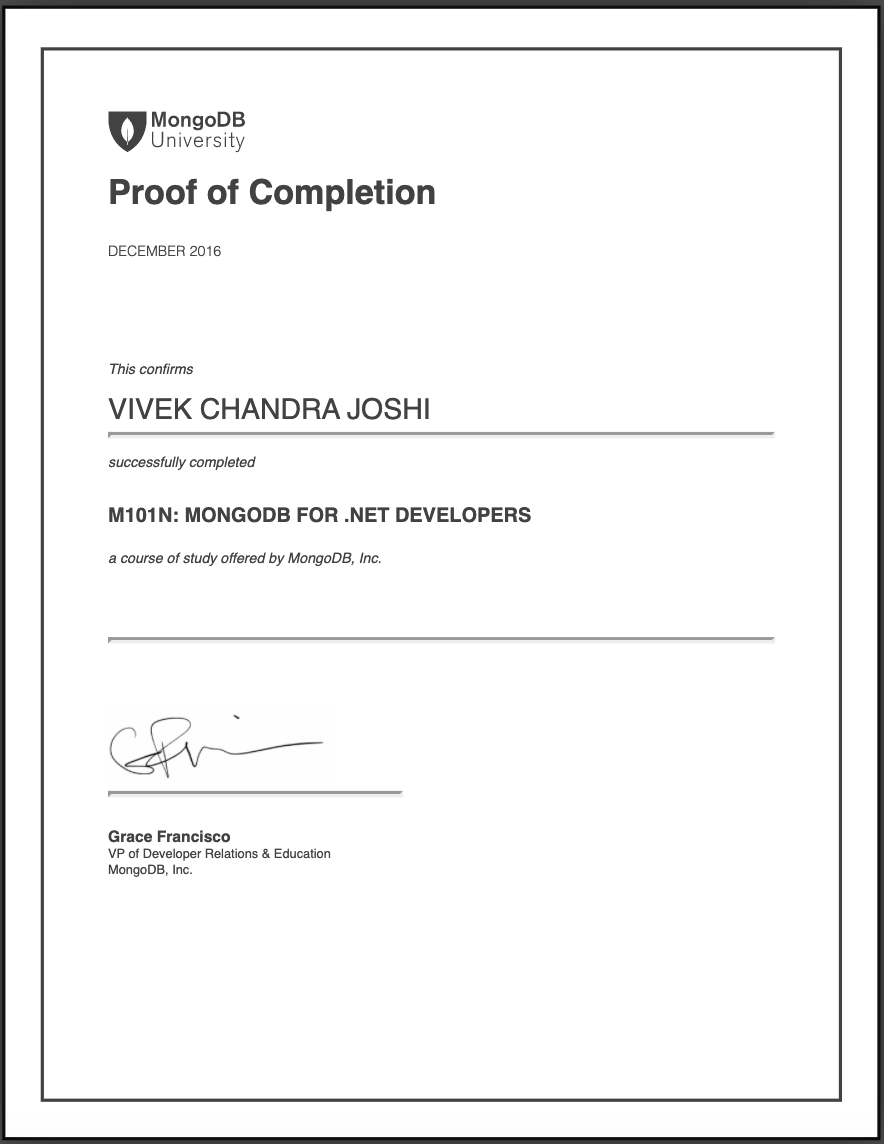 MongoDB
University
Proof of Completion
DECEMBER 2016
This confirms
VIVEK CHANDRA JOSHI
successfully completed
M101N: MONGODB FOR .NET DEVELOPERS
a course of study offered by MongoDB, Inc.
Grace Francisco
VP of Developer Relations & Education
MongoDB, Inc.